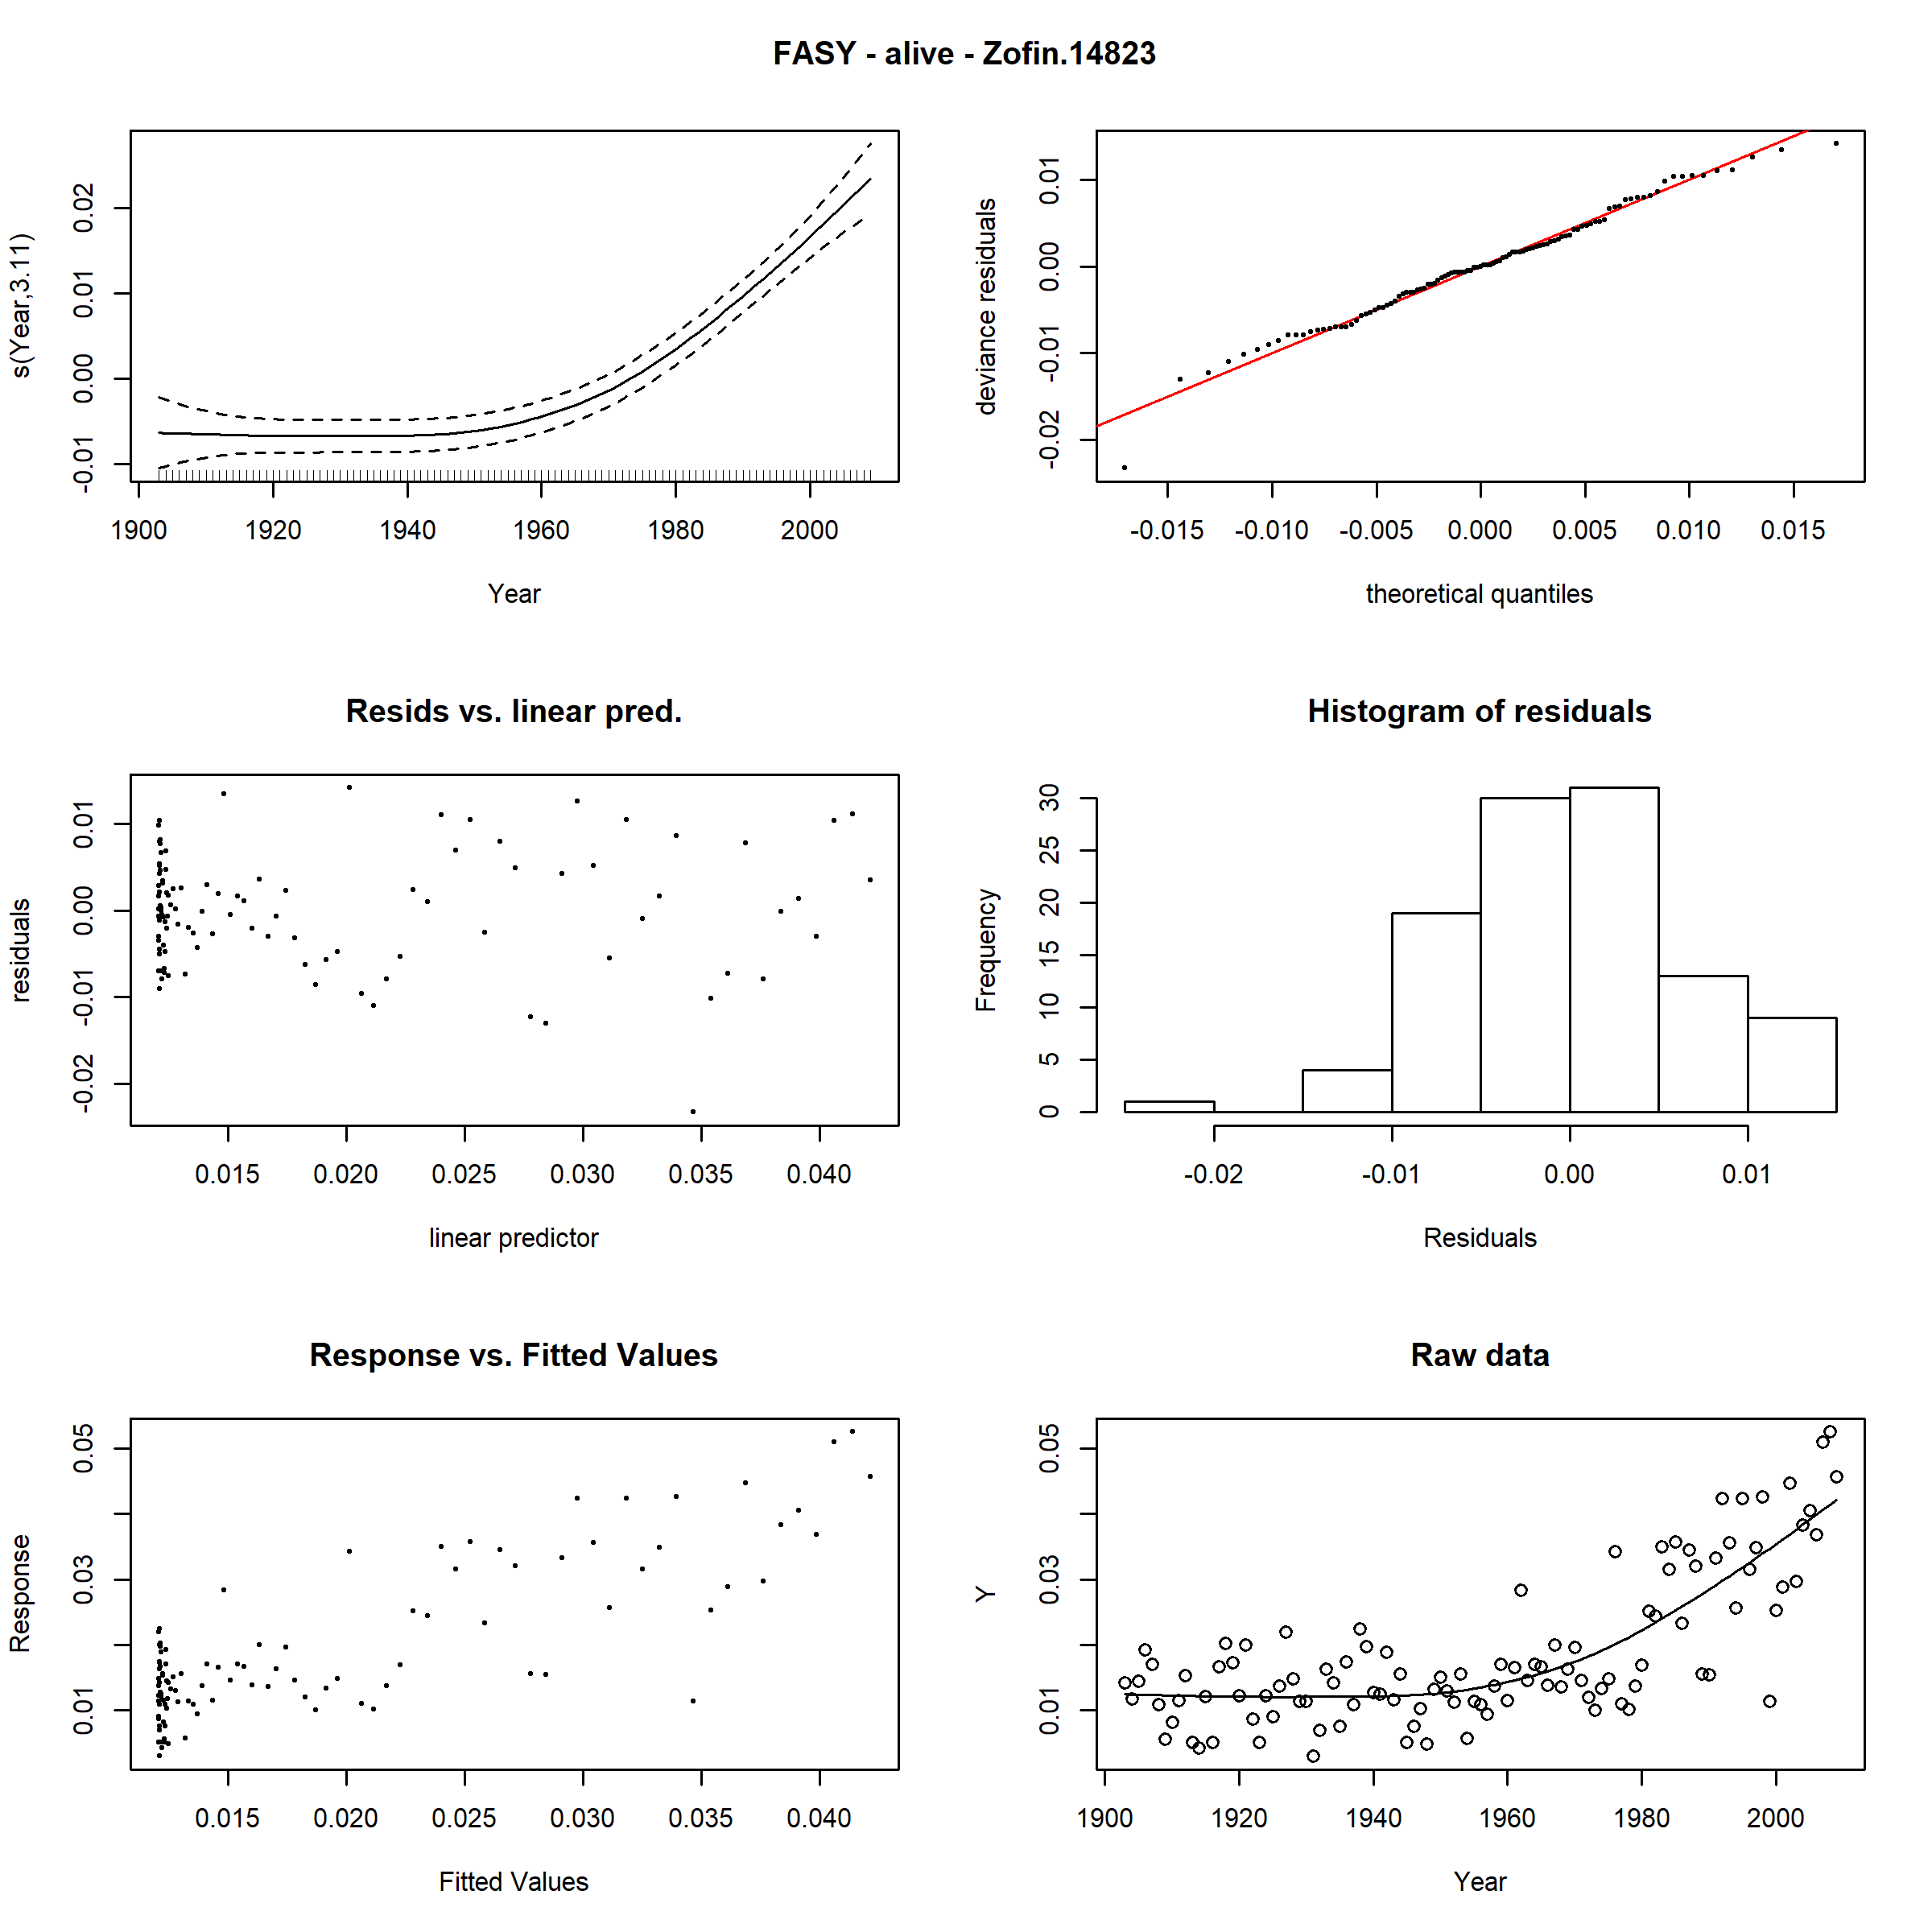 FASY - alive - Zofin.14823
s(Year,3.11)
-0.01 0.00 0.01 0.02
1900 1920 1940 1960 1980 2000
Year
deviance residuals
-0.02 -0.01 0.00 0.01
-0.015 -0.010 -0.005 0.000 0.005 0.010 0.015
theoretical quantiles
Resids vs. linear pred.
residuals
-0.02 -0.01 0.00 0.01
0.015 0.020 0.025 0.030 0.035 0.040
linear predictor
Histogram of residuals
Frequency
0 5 10 15 20 25 30
-0.02 -0.01 0.00 0.01
Residuals
Response vs. Fitted Values
Response
0.01 0.03 0.05
0.015 0.020 0.025 0.030 0.035 0.040
Fitted Values
Raw data
Y
0.01 0.03 0.05
1900 1920 1940 1960 1980 2000
Year